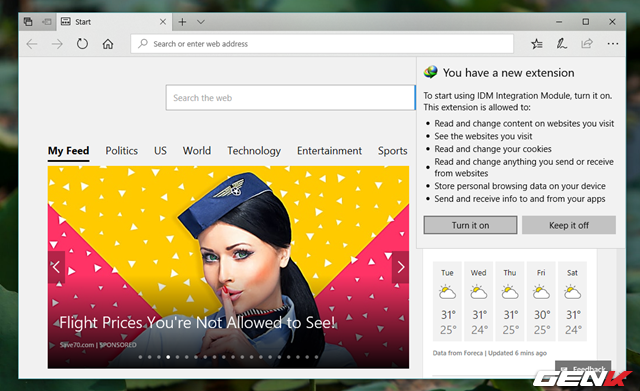 Start
Search or enter web address
You have a new extension
To start using IDM Integration Module, turn it on.
This extension is allowed to:
Read and change content on websites you visit
See the websites you visit
Read and change your cookies
Read and change anything you send or receive
from websites
Store personal browsing data on your device
Send and receive info to and from your apps
Turn it on
Keep it off
Search the web
My Feed Politics US World Technology Entertainment Sports
Flight Prices You're Not Allowed to See!
Save70.com | SPONSORED
Tue Wed Thu Fri Sat
31° 31° 31° 30° 31°
25° 24° 25° 25° 24°
Data from Foreca | Updated 6 mins ago
Feedback
GENK